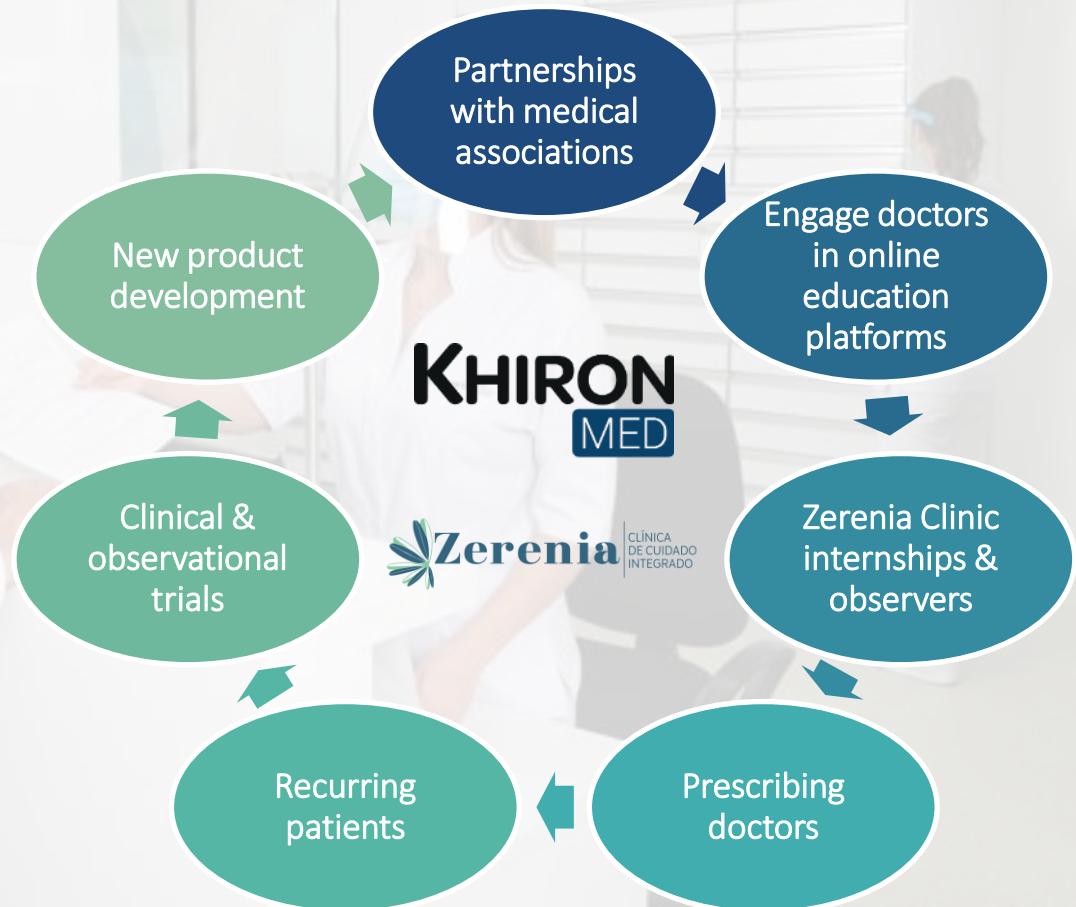 Partnerships
with medical
associations
Engage doctors
in online
education
platforms
Zerenia Clinic
internships &
observers
Prescribing
doctors
Recurring
patients
Clinical &
observational
trials
New product
development
KHIRON
MED
Zerenia
CLÍNICA
DE CUIDADO
INTEGRADO